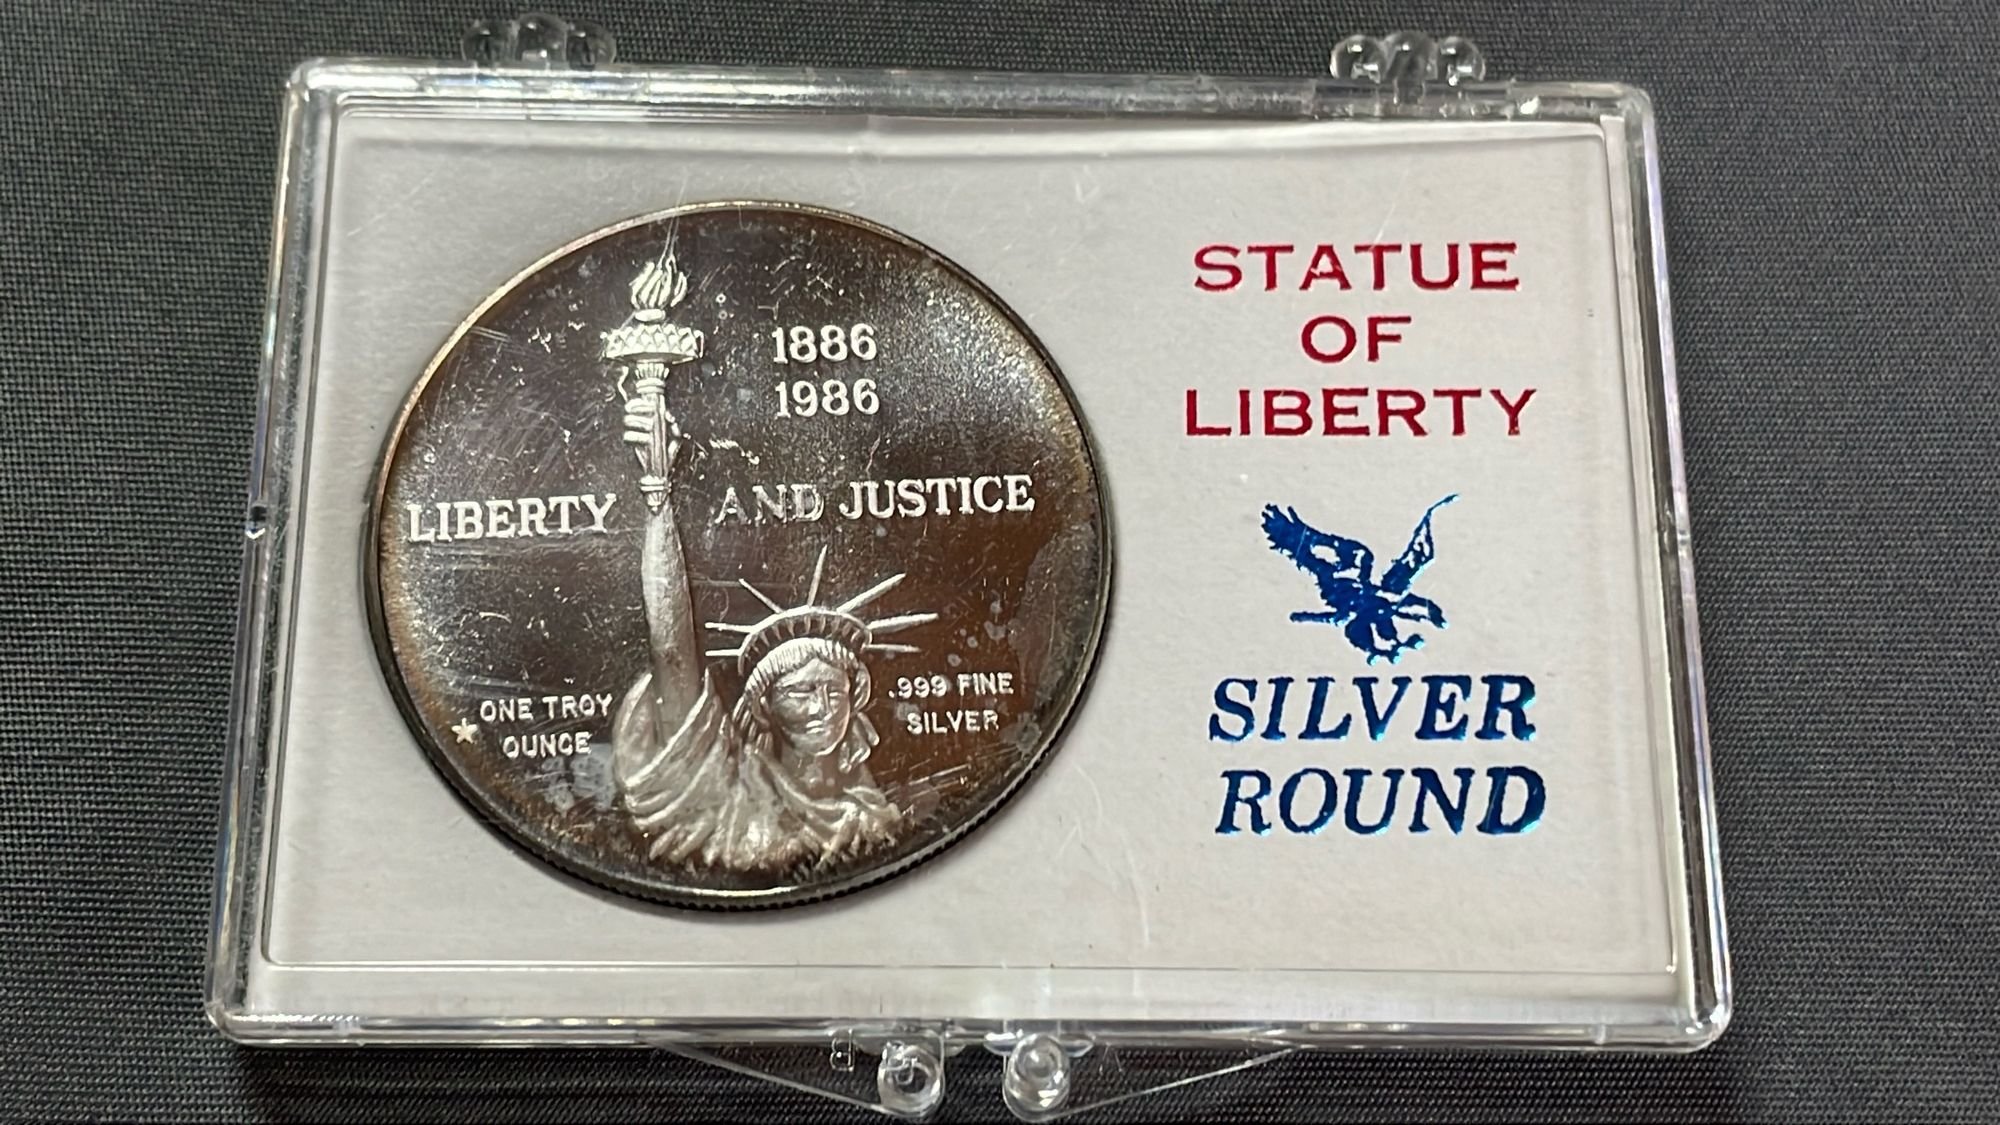 1886
1986
LIBERTY AND JUSTICE
ONE TROY
OUNCE
.999 FINE
SILVER
STATUE
OF
LIBERTY
SILVER
ROUND